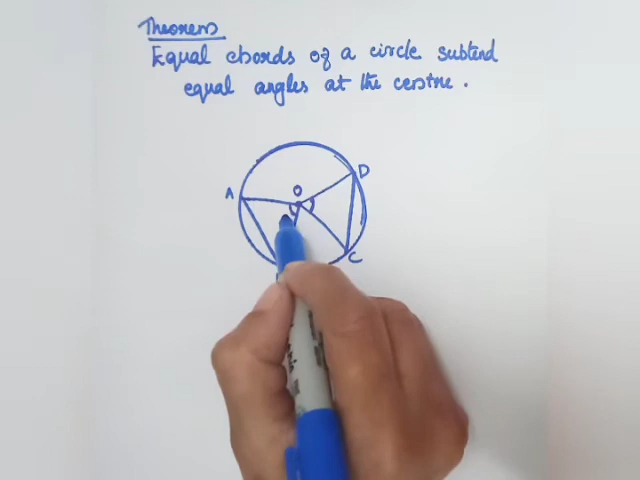 Theorem
Equal chords of a circle subtend
equal angles at the centre.
O
D
A
C